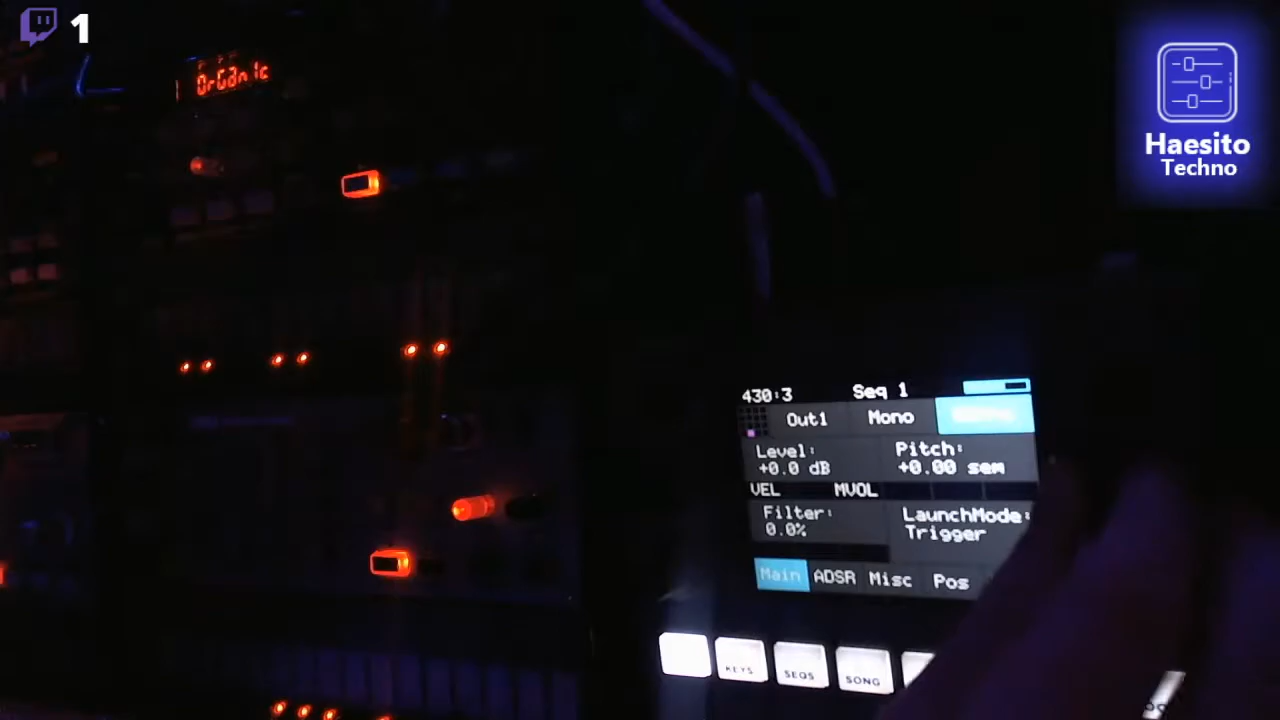 1
OrGanIc
Haesito
Techno
430:3 Seq 1
Out1 Mono
Level: Pitch:
+0.0 dB +0.00 sem
VEL MVOL
Filter: LaunchMode:
0.0% Trigger
Main ADSR Misc Pos
KEYS SEQS SONG